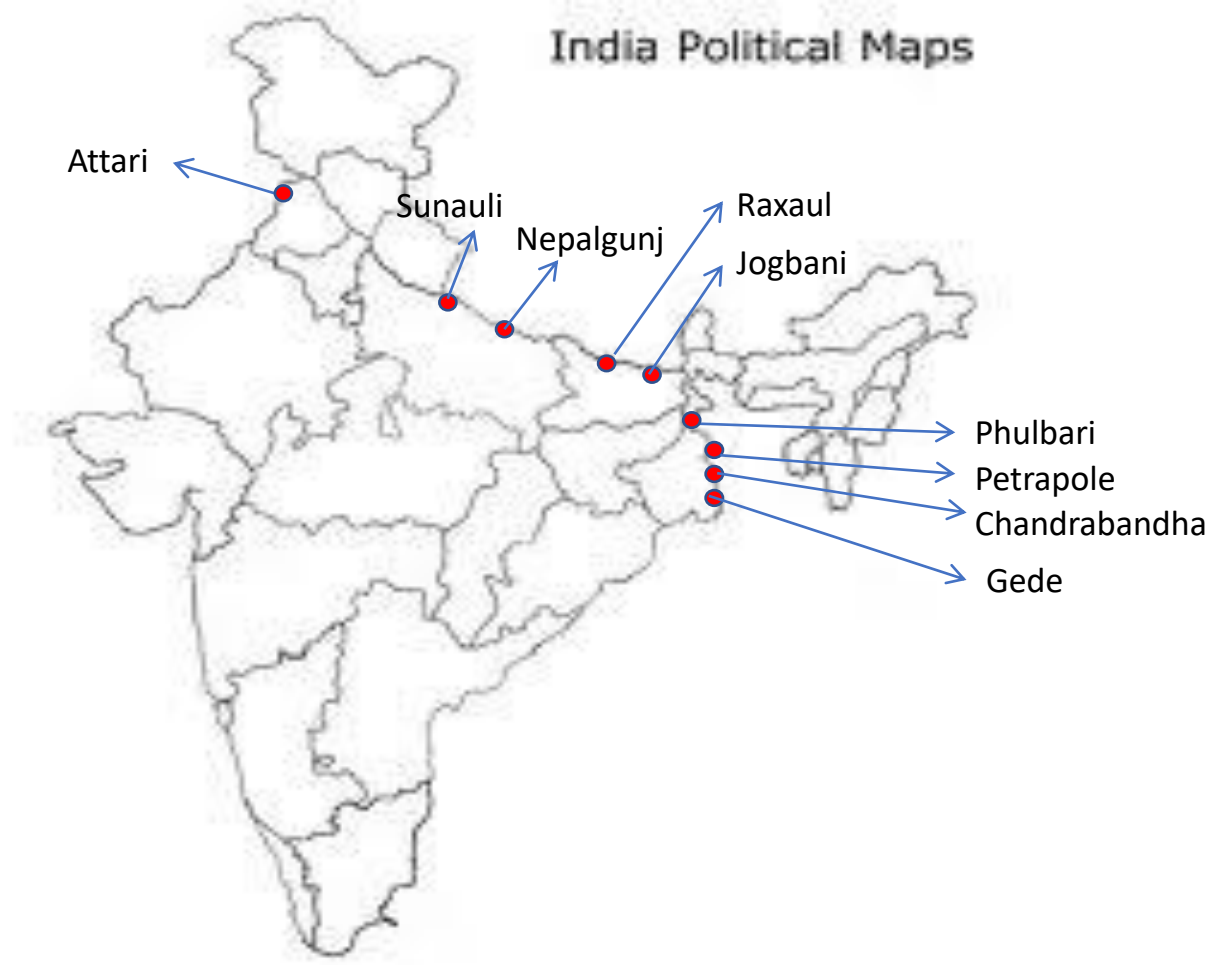 India Political Maps
Attari
Sunauli
Nepalgunj
Raxaul
Jogbani
Phulbari
Petrapole
Chandrabandha
Gede